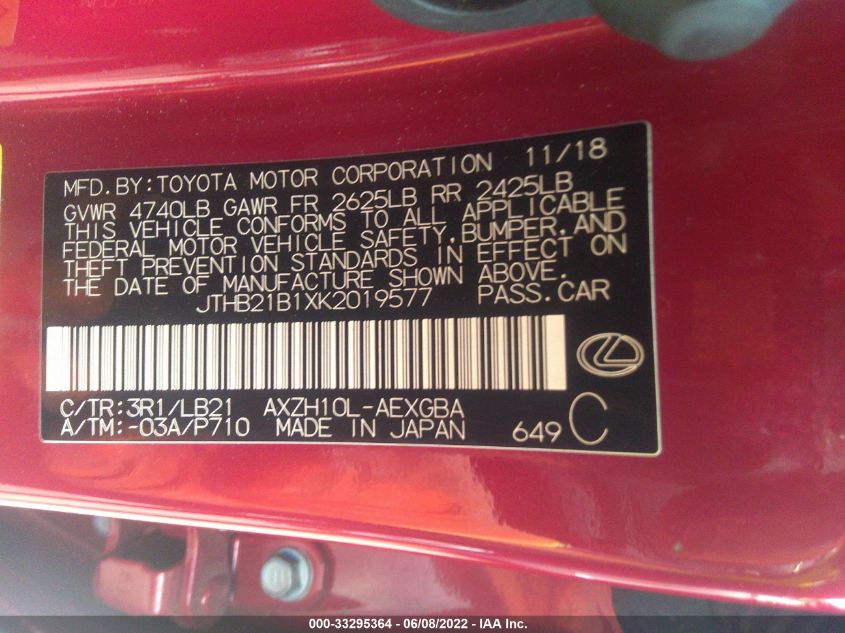 MFD.BY:TOYOTA MOTOR CORPORATION 11/18
GVWR 4740LB GAWR FR 2625LB RR 2425LB
THIS VEHICLE CONFORMS TO ALL APPLICABLE
FEDERAL MOTOR VEHICLE SAFETY,BUMPER,AND
THEFT PREVENTION STANDARDS IN EFFECT ON
THE DATE OF MANUFACTURE SHOWN ABOVE.
JTHB21B1XK2019577 PASS.CAR
C/TR:3R1/LB21 AXZH10L-AEXGBA
A/TM:-03A/P710 MADE IN JAPAN 649 C
000-33295364 - 06/08/2022 - IAA Inc.